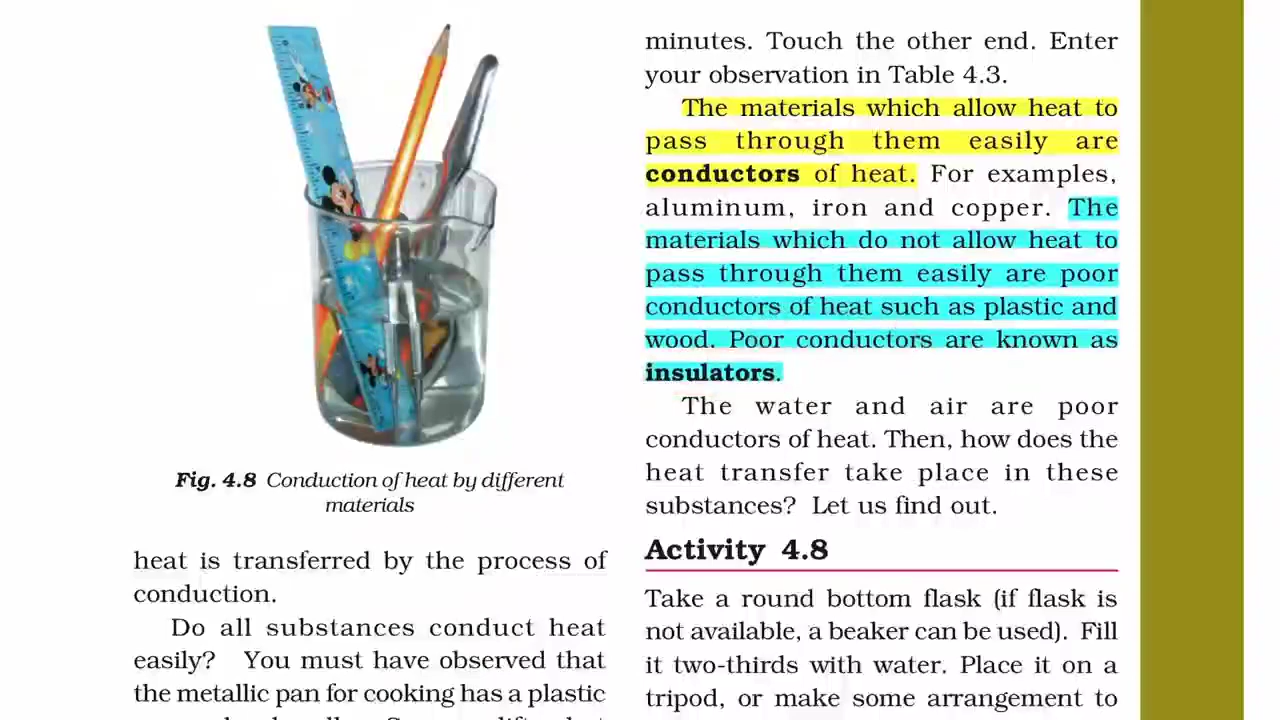 Fig. 4.8 Conduction of heat by different
materials
heat is transferred by the process of
conduction.
Do all substances conduct heat
easily? You must have observed that
the metallic pan for cooking has a plastic
minutes. Touch the other end. Enter
your observation in Table 4.3.
The materials which allow heat to
pass through them easily are
conductors of heat. For examples,
aluminum, iron and copper. The
materials which do not allow heat to
pass through them easily are poor
conductors of heat such as plastic and
wood. Poor conductors are known as
insulators.
The water and air are poor
conductors of heat. Then, how does the
heat transfer take place in these
substances? Let us find out.
Activity 4.8
Take a round bottom flask (if flask is
not available, a beaker can be used). Fill
it two-thirds with water. Place it on a
tripod, or make some arrangement to